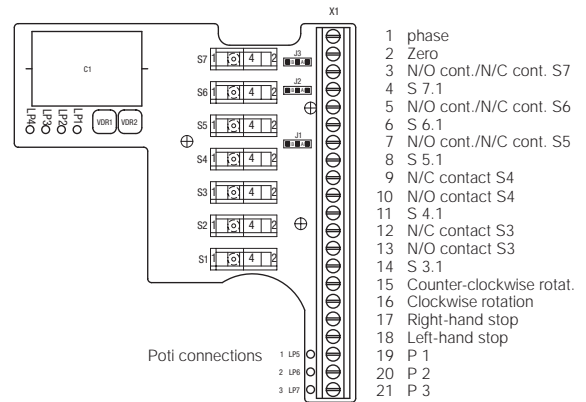 X1
C1
LP4
LP3
LP2
LP1
VDR1
VDR2
S7 1 4 2
S6 1 4 2
S5 1 4 2
S4 1 4 2
S3 1 4 2
S2 1 4 2
S1 1 4 2
J3
J2
J1
Poti connections
1 LP5
2 LP6
3 LP7
1 phase
2 Zero
3 N/O cont./N/C cont. S7
4 S 7.1
5 N/O cont./N/C cont. S6
6 S 6.1
7 N/O cont./N/C cont. S5
8 S 5.1
9 N/C contact S4
10 N/O contact S4
11 S 4.1
12 N/C contact S3
13 N/O contact S3
14 S 3.1
15 Counter-clockwise rotat.
16 Clockwise rotation
17 Right-hand stop
18 Left-hand stop
19 P 1
20 P 2
21 P 3